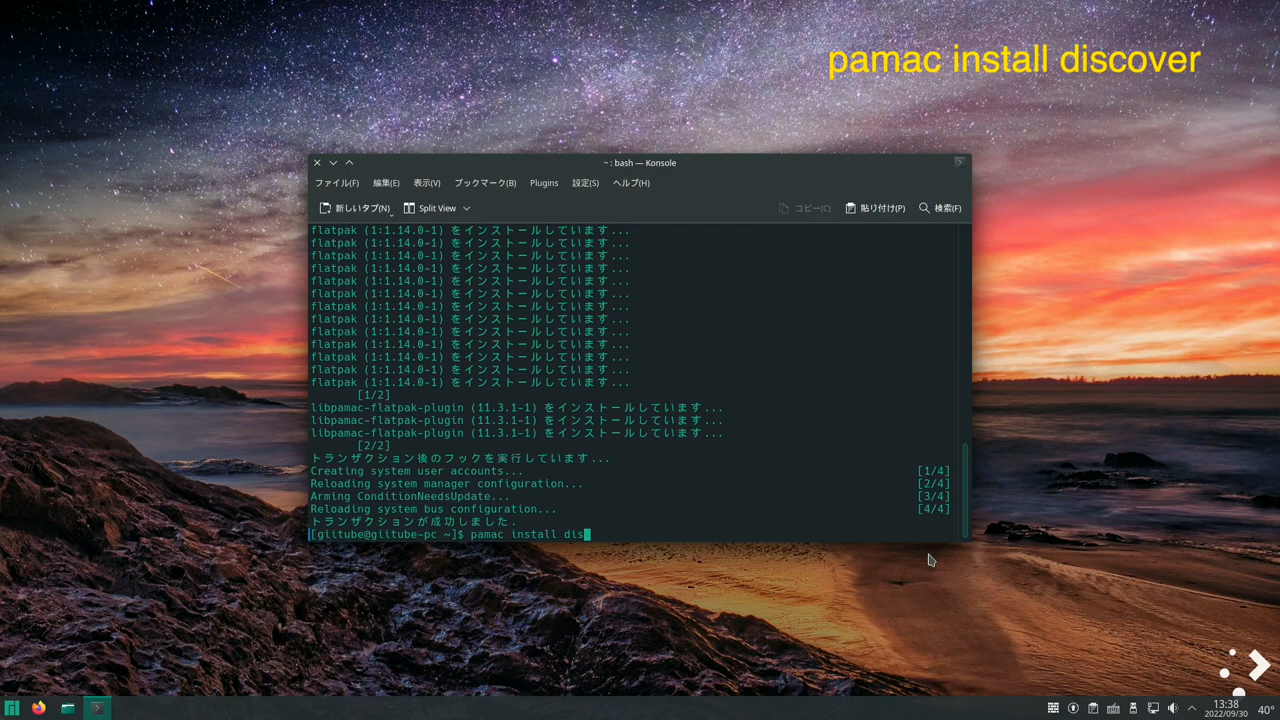 pamac install discover
~ : bash — Konsole
ファイル(F) 編集(E) 表示(V) ブックマーク(B) Plugins 設定(S) ヘルプ(H)
新しいタブ(N) Split View コピー(C) 貼り付け(P) 検索(F)
flatpak (1:1.14.0-1) をインストールしています...
flatpak (1:1.14.0-1) をインストールしています...
flatpak (1:1.14.0-1) をインストールしています...
flatpak (1:1.14.0-1) をインストールしています...
flatpak (1:1.14.0-1) をインストールしています...
flatpak (1:1.14.0-1) をインストールしています...
flatpak (1:1.14.0-1) をインストールしています...
flatpak (1:1.14.0-1) をインストールしています...
flatpak (1:1.14.0-1) をインストールしています...
flatpak (1:1.14.0-1) をインストールしています...
flatpak (1:1.14.0-1) をインストールしています...
flatpak (1:1.14.0-1) をインストールしています...
flatpak (1:1.14.0-1) をインストールしています...
[1/2]
libpamac-flatpak-plugin (11.3.1-1) をインストールしています...
libpamac-flatpak-plugin (11.3.1-1) をインストールしています...
libpamac-flatpak-plugin (11.3.1-1) をインストールしています...
[2/2]
トランザクション後のフックを実行しています...
Creating system user accounts... [1/4]
Reloading system manager configuration... [2/4]
Arming ConditionNeedsUpdate... [3/4]
Reloading system bus configuration... [4/4]
トランザクションが成功しました.
[giitube@giitube-pc ~]$ pamac install dis
13:38
2022/09/30
40°